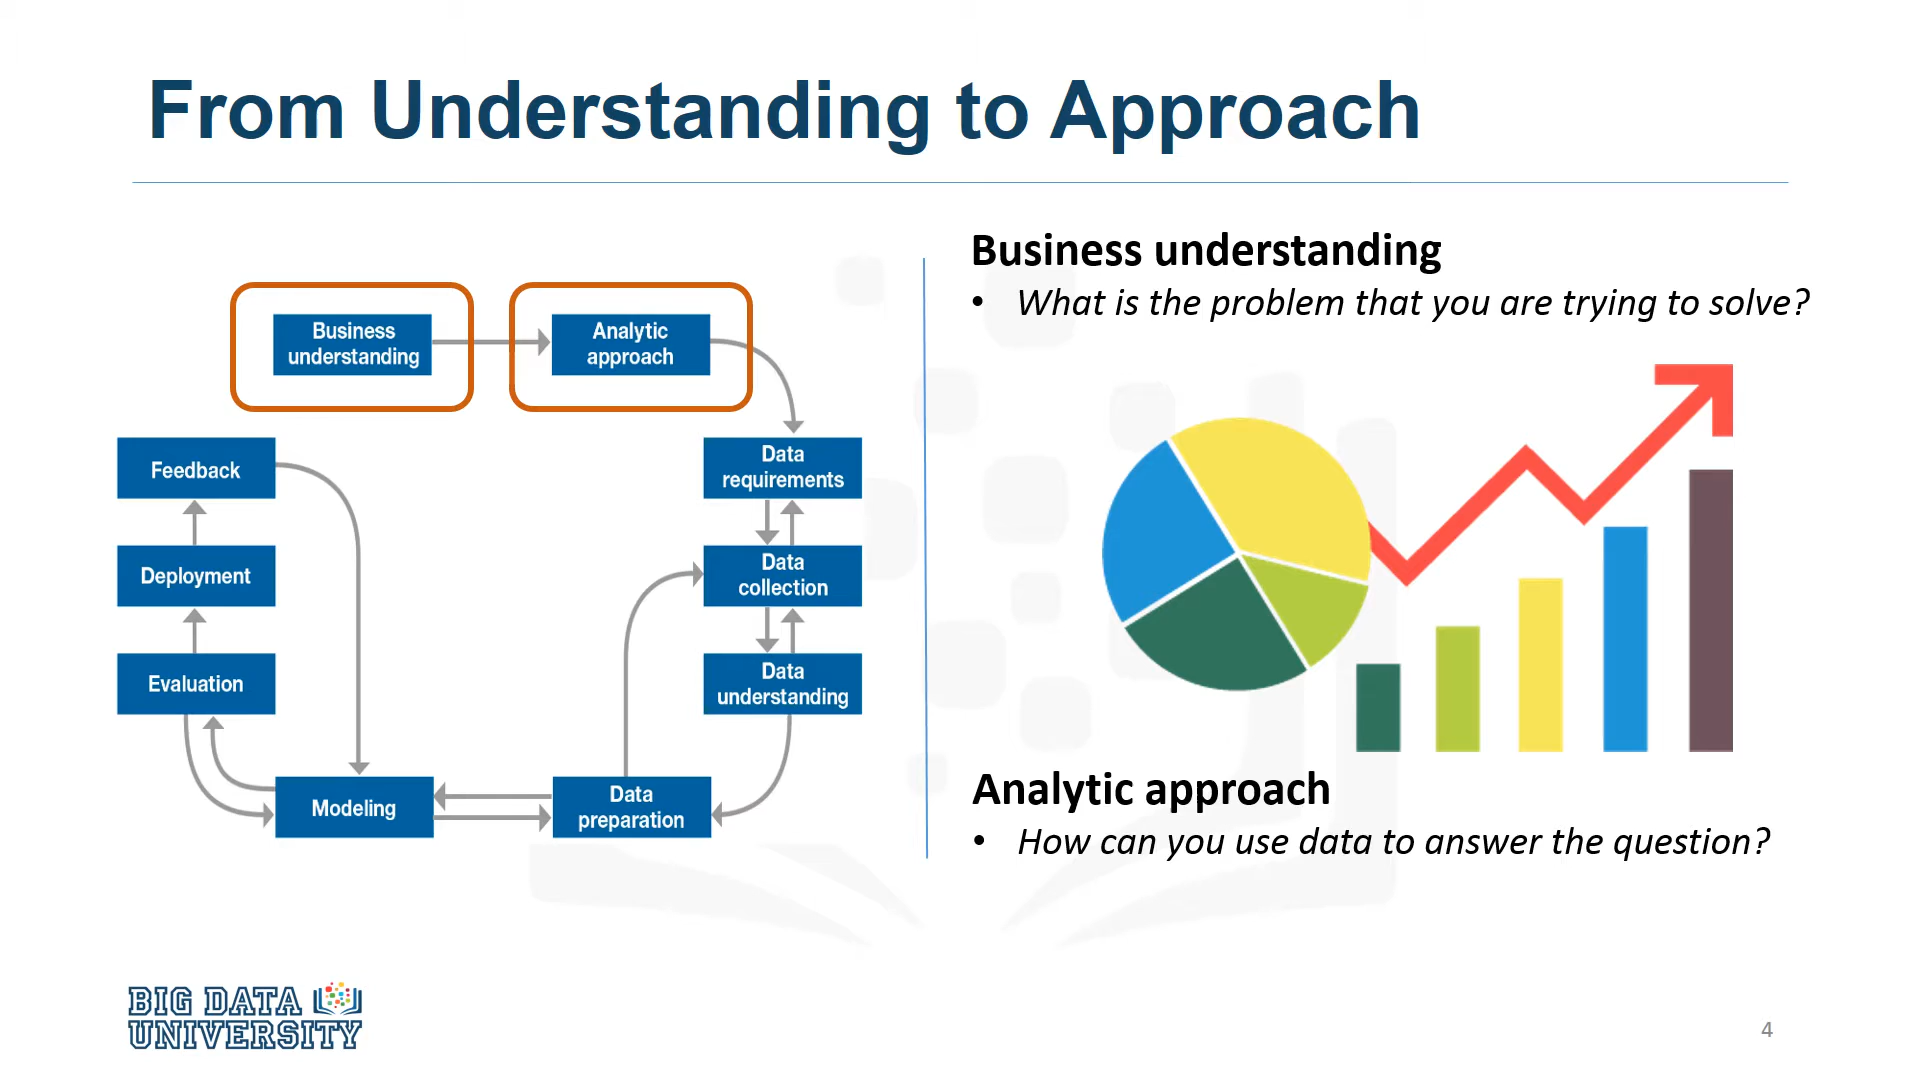 From Understanding to Approach
Business
understanding
Analytic
approach
Feedback
Data
requirements
Deployment
Data
collection
Evaluation
Data
understanding
Modeling
Data
preparation
Business understanding
• What is the problem that you are trying to solve?
Analytic approach
• How can you use data to answer the question?
BIG DATA
UNIVERSITY
4